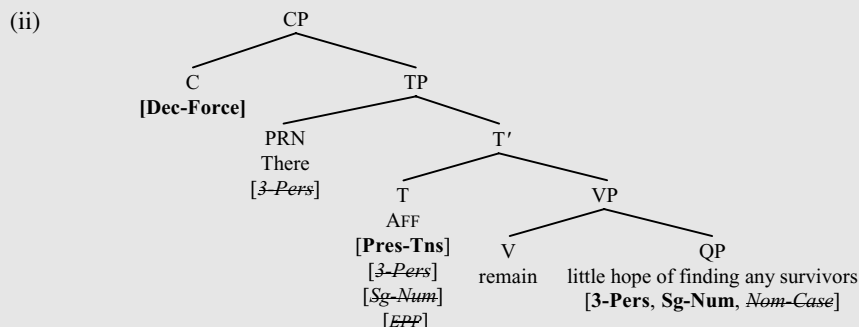 (ii)
CP
C TP
[Dec-Force]
PRN T′
There
[3-Pers]
T VP
AFF
[Pres-Tns] V QP
[3-Pers] remain little hope of finding any survivors
[Sg-Num] [3-Pers, Sg-Num, Nom-Case]
[EPP]